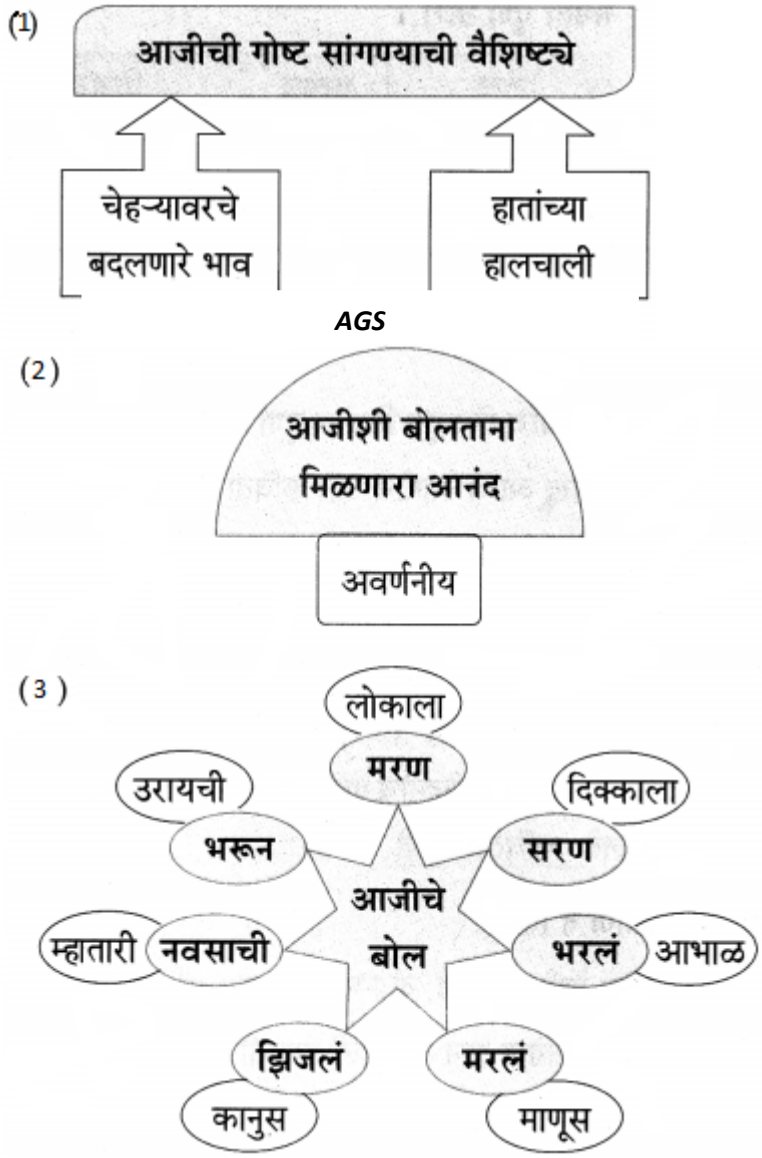 (1)
आजीची गोष्ट सांगण्याची वैशिष्ट्ये
चेहऱ्यावरचे
बदलणारे भाव
हातांच्या
हालचाली
AGS
(2)
आजीशी बोलताना
मिळणारा आनंद
अवर्णनीय
(3)
लोकाला
मरण
दिक्काला
सरण
उरायची
भरून
आजीचे
बोल
म्हातारी नवसाची
भरलं आभाळ
झिजलं
कानुस
मरलं
माणूस